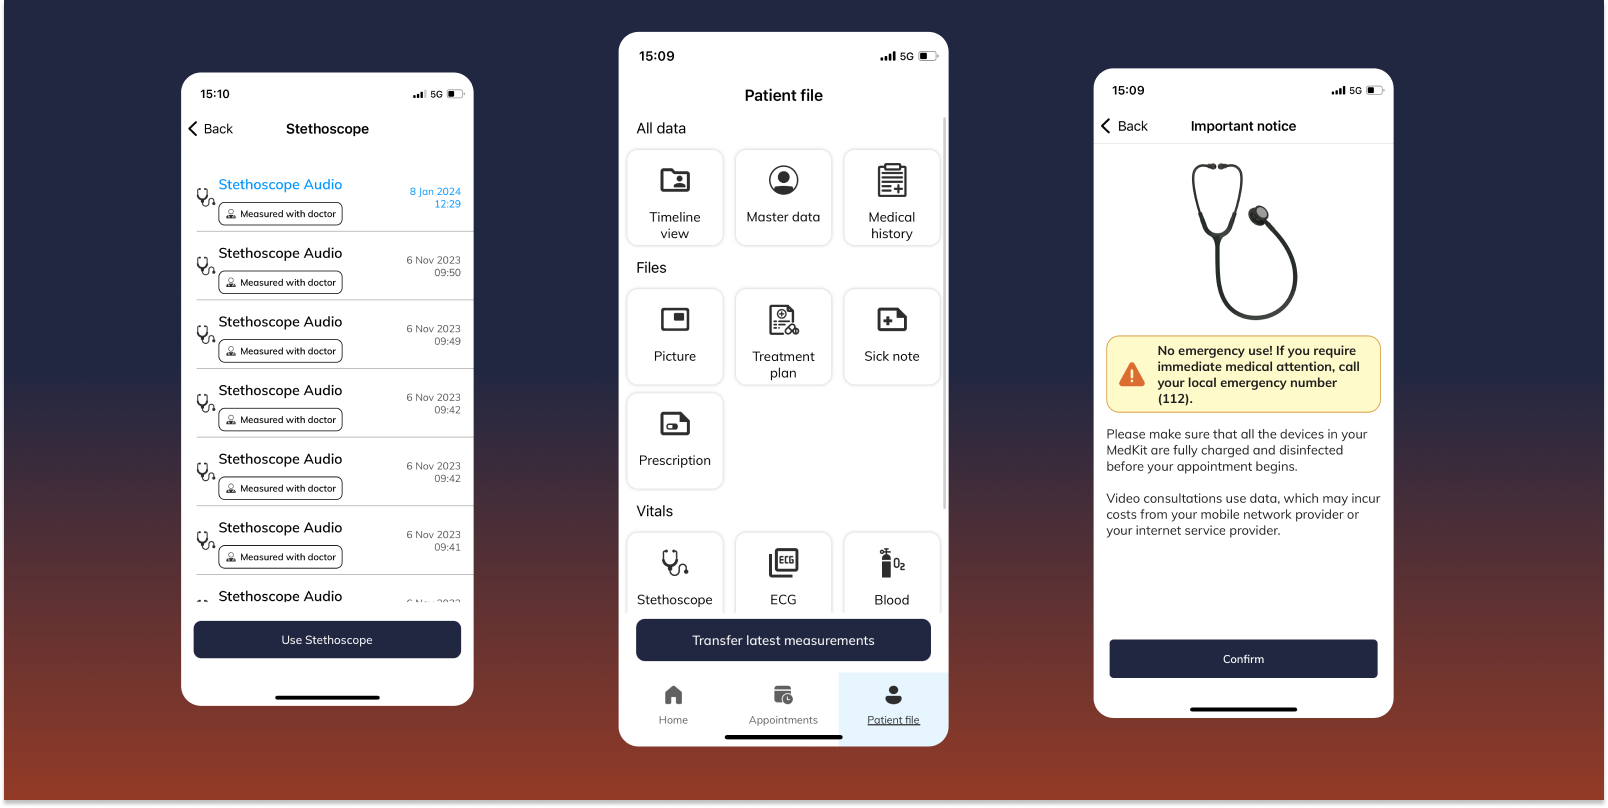 15:10
5G
Back
Stethoscope
Stethoscope Audio
8 Jan 2024
12:29
Measured with doctor
Stethoscope Audio
6 Nov 2023
09:50
Measured with doctor
Stethoscope Audio
6 Nov 2023
09:49
Measured with doctor
Stethoscope Audio
6 Nov 2023
09:42
Measured with doctor
Stethoscope Audio
6 Nov 2023
09:42
Measured with doctor
Stethoscope Audio
6 Nov 2023
09:41
Measured with doctor
Stethoscope Audio
6 Nov 2023
Use Stethoscope
15:09
5G
Patient file
All data
Timeline
view
Master data
Medical
history
Files
Picture
Treatment
plan
Sick note
Prescription
Vitals
Stethoscope
ECG
ECG
O2
Blood
Transfer latest measurements
Home
Appointments
Patient file
15:09
5G
Back
Important notice
No emergency use! If you require
immediate medical attention, call
your local emergency number
(112).
Please make sure that all the devices in your
MedKit are fully charged and disinfected
before your appointment begins.
Video consultations use data, which may incur
costs from your mobile network provider or
your internet service provider.
Confirm